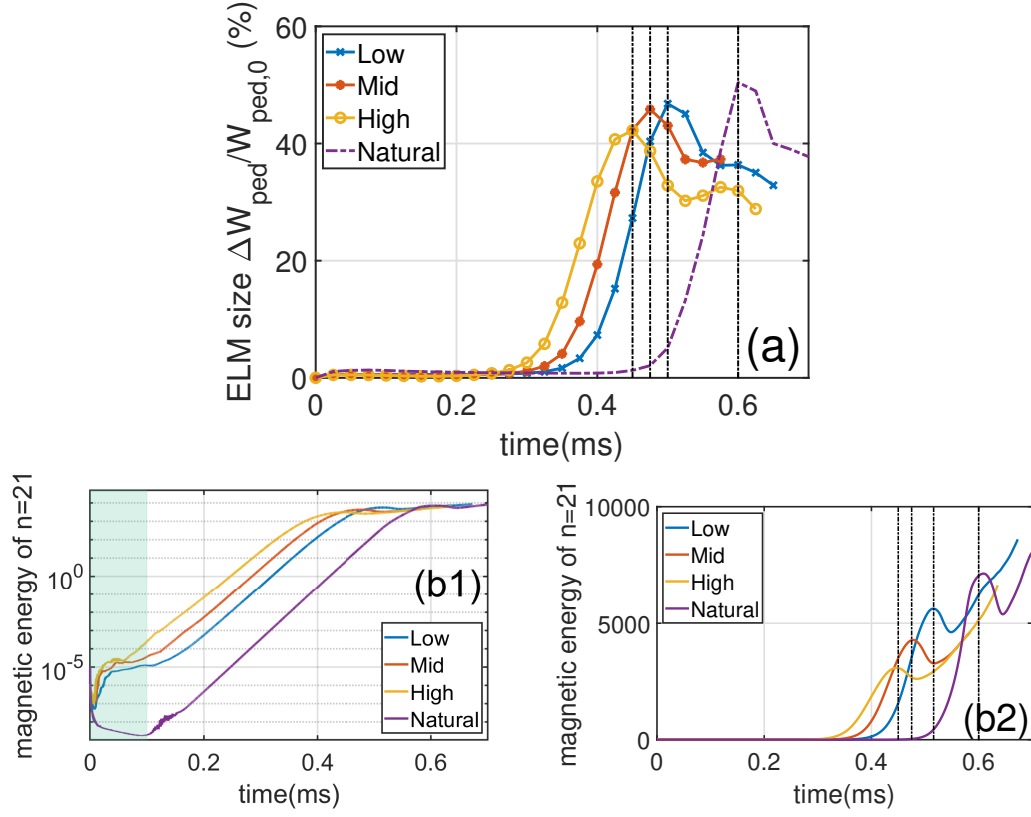 ELM size ΔW_ped/W_ped,0 (%)
60
40
20
0
Low
Mid
High
Natural
(a)
0
0.2
0.4
0.6
time(ms)
magnetic energy of n=21
10^0
10^-5
(b1)
Low
Mid
High
Natural
0
0.2
0.4
0.6
time(ms)
magnetic energy of n=21
10000
5000
0
Low
Mid
High
Natural
(b2)
0
0.2
0.4
0.6
time(ms)